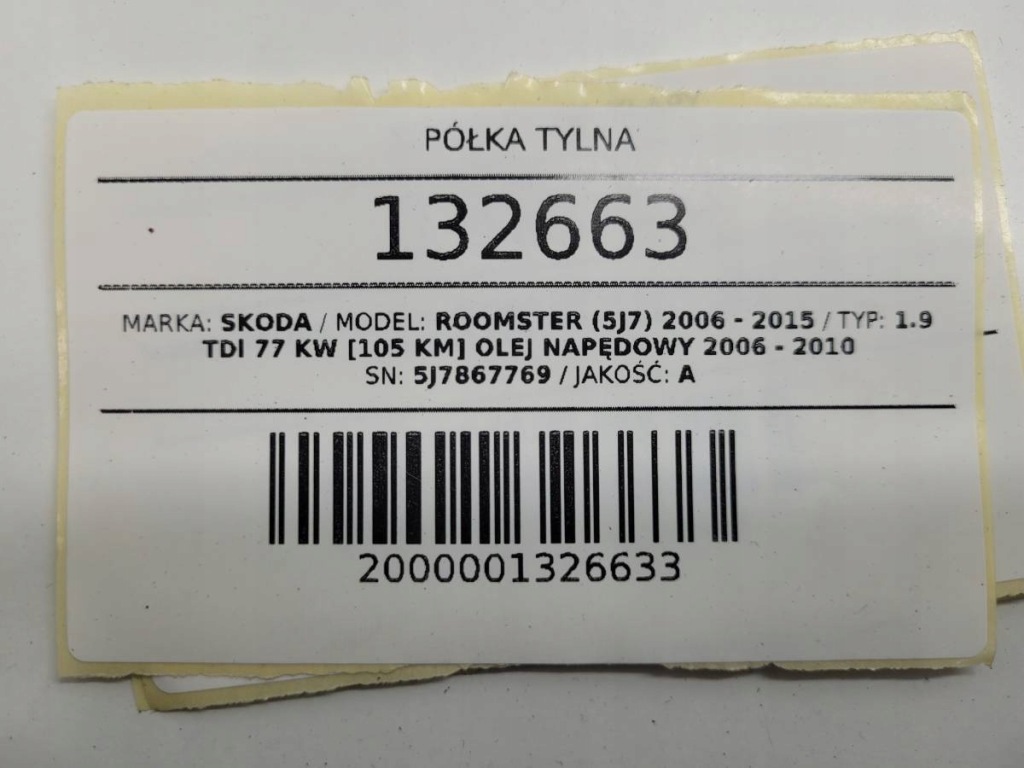 PÓŁKA TYLNA
132663
MARKA: SKODA / MODEL: ROOMSTER (5J7) 2006 - 2015 / TYP: 1.9
TDI 77 KW [105 KM] OLEJ NAPĘDOWY 2006 - 2010
SN: 5J7867769 / JAKOŚĆ: A
2000001326633